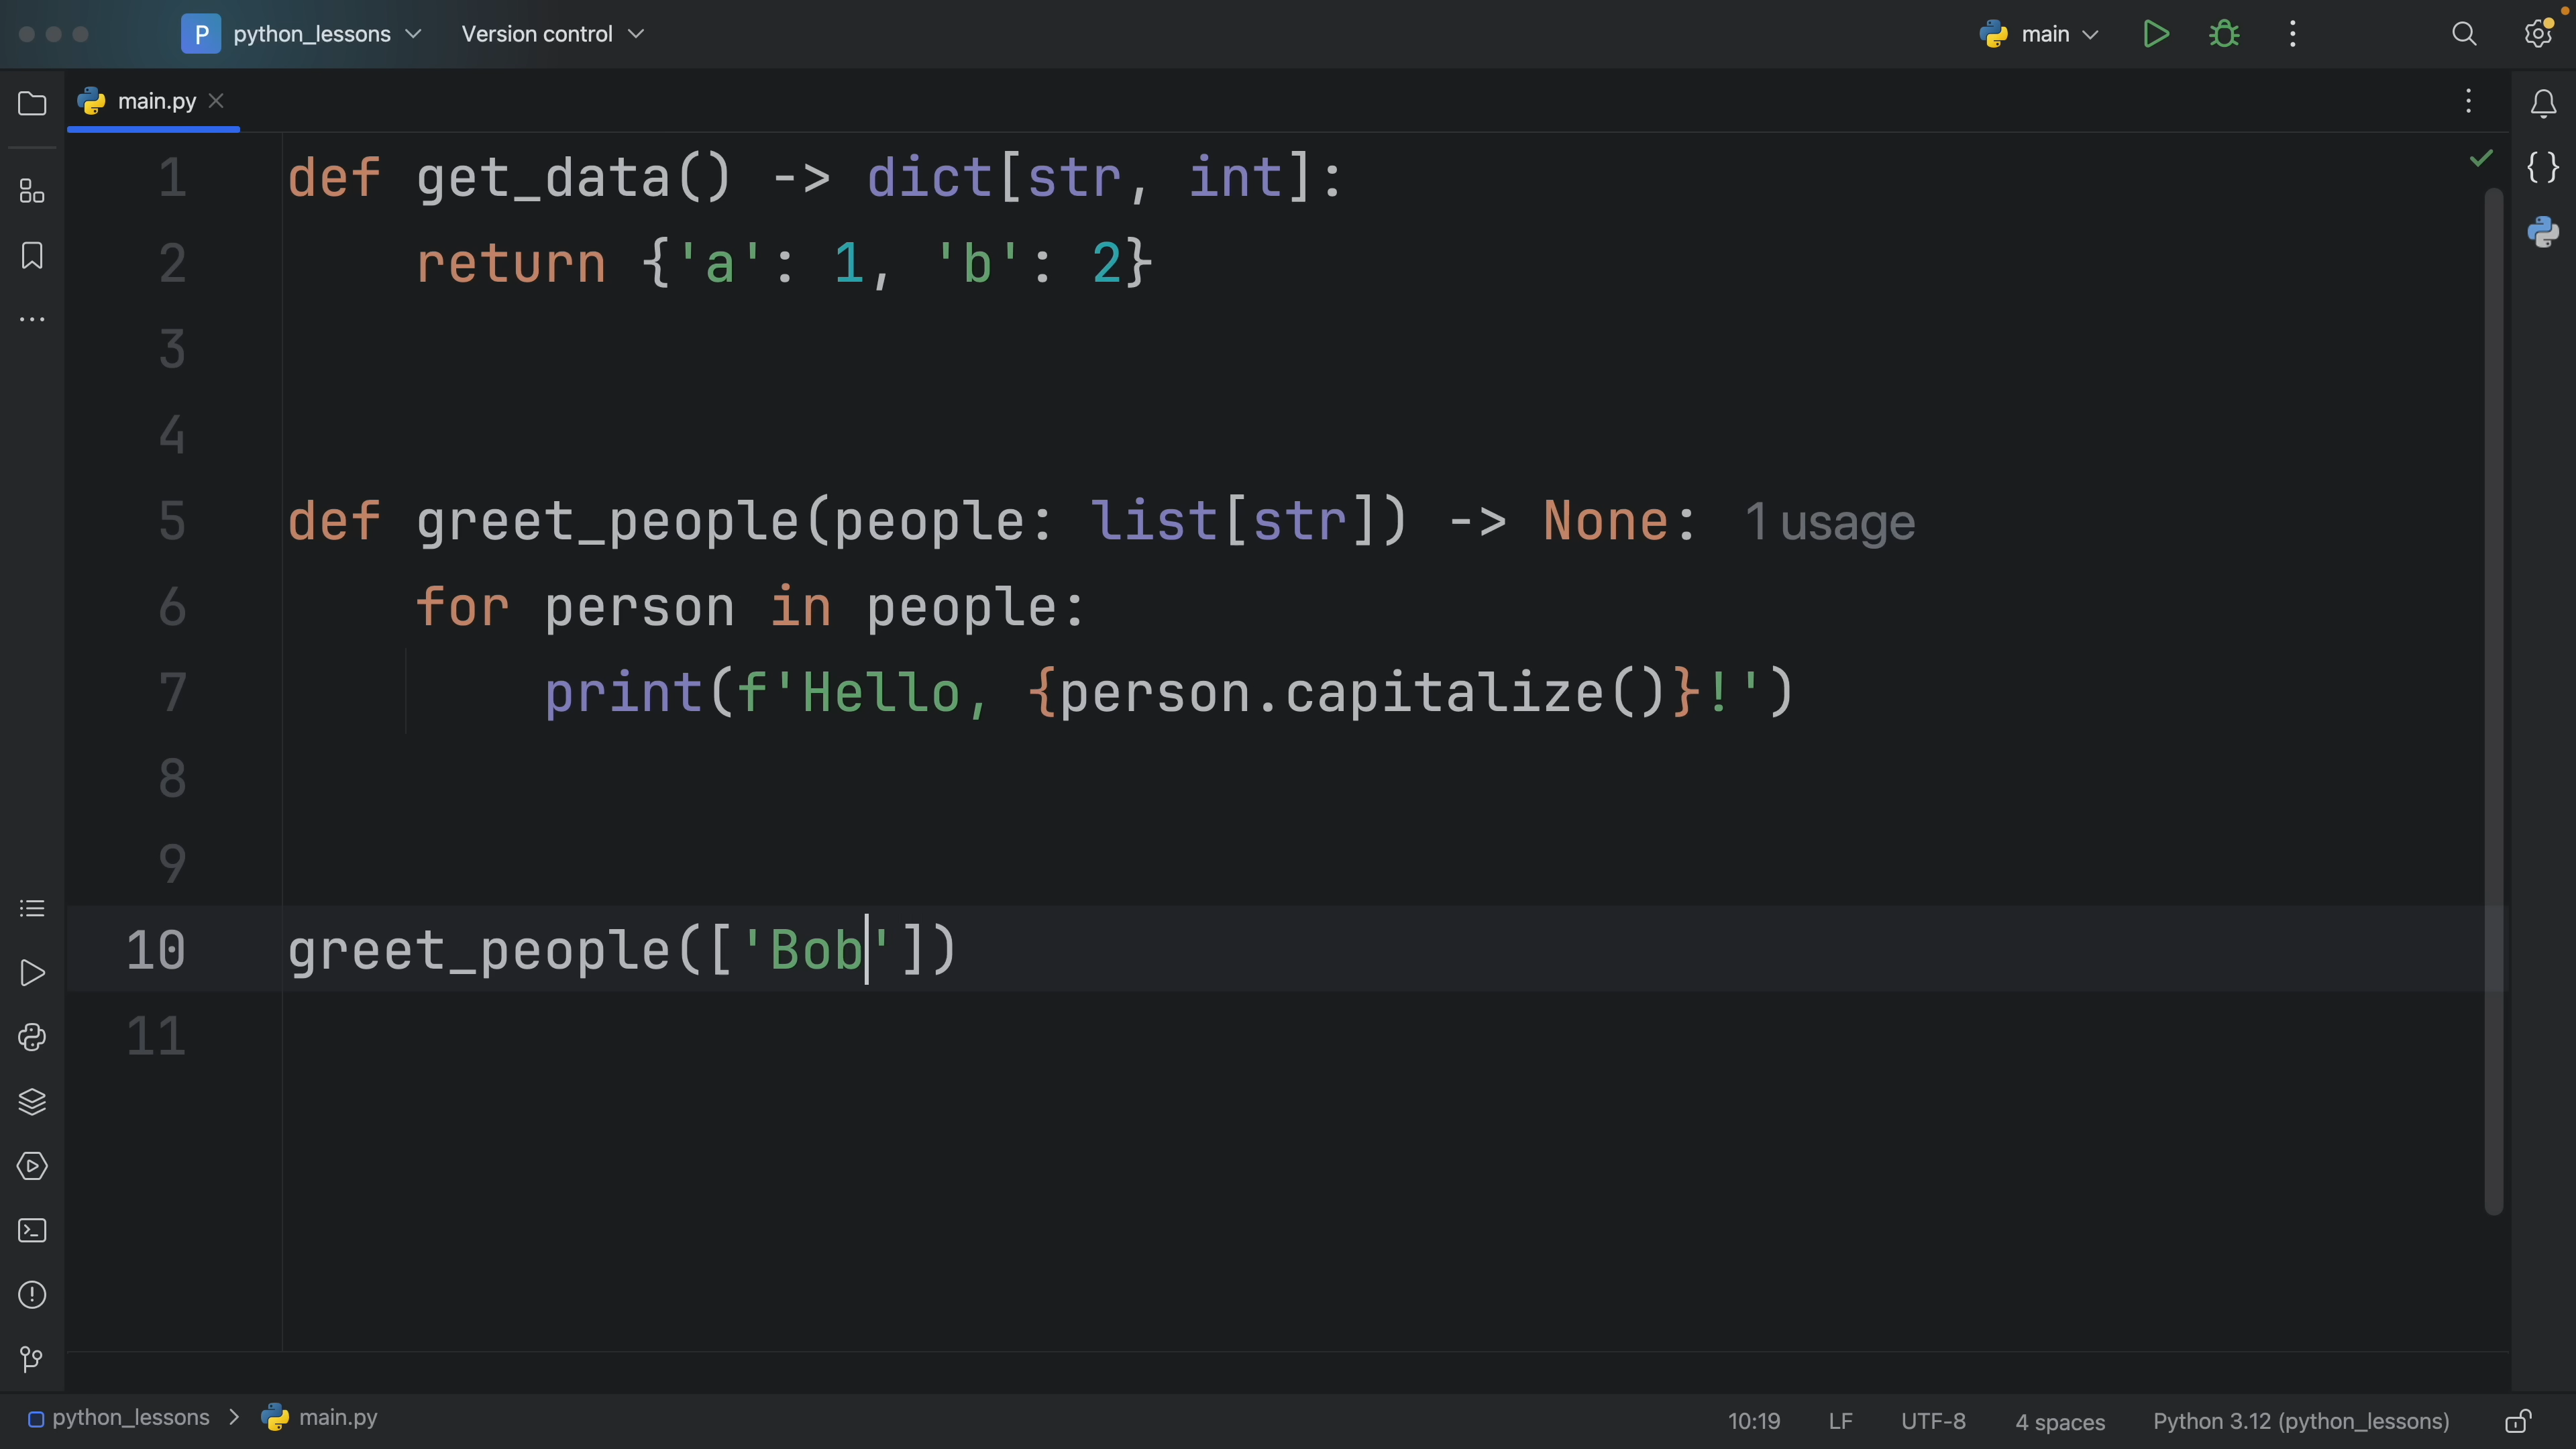 P python_lessons Version control main
main.py
1 def get_data() -> dict[str, int]:
2     return {'a': 1, 'b': 2}
3
4
5 def greet_people(people: list[str]) -> None: 1 usage
6     for person in people:
7         print(f'Hello, {person.capitalize()}!')
8
9
10 greet_people(['Bob'])
11
python_lessons > main.py 10:19 LF UTF-8 4 spaces Python 3.12 (python_lessons)